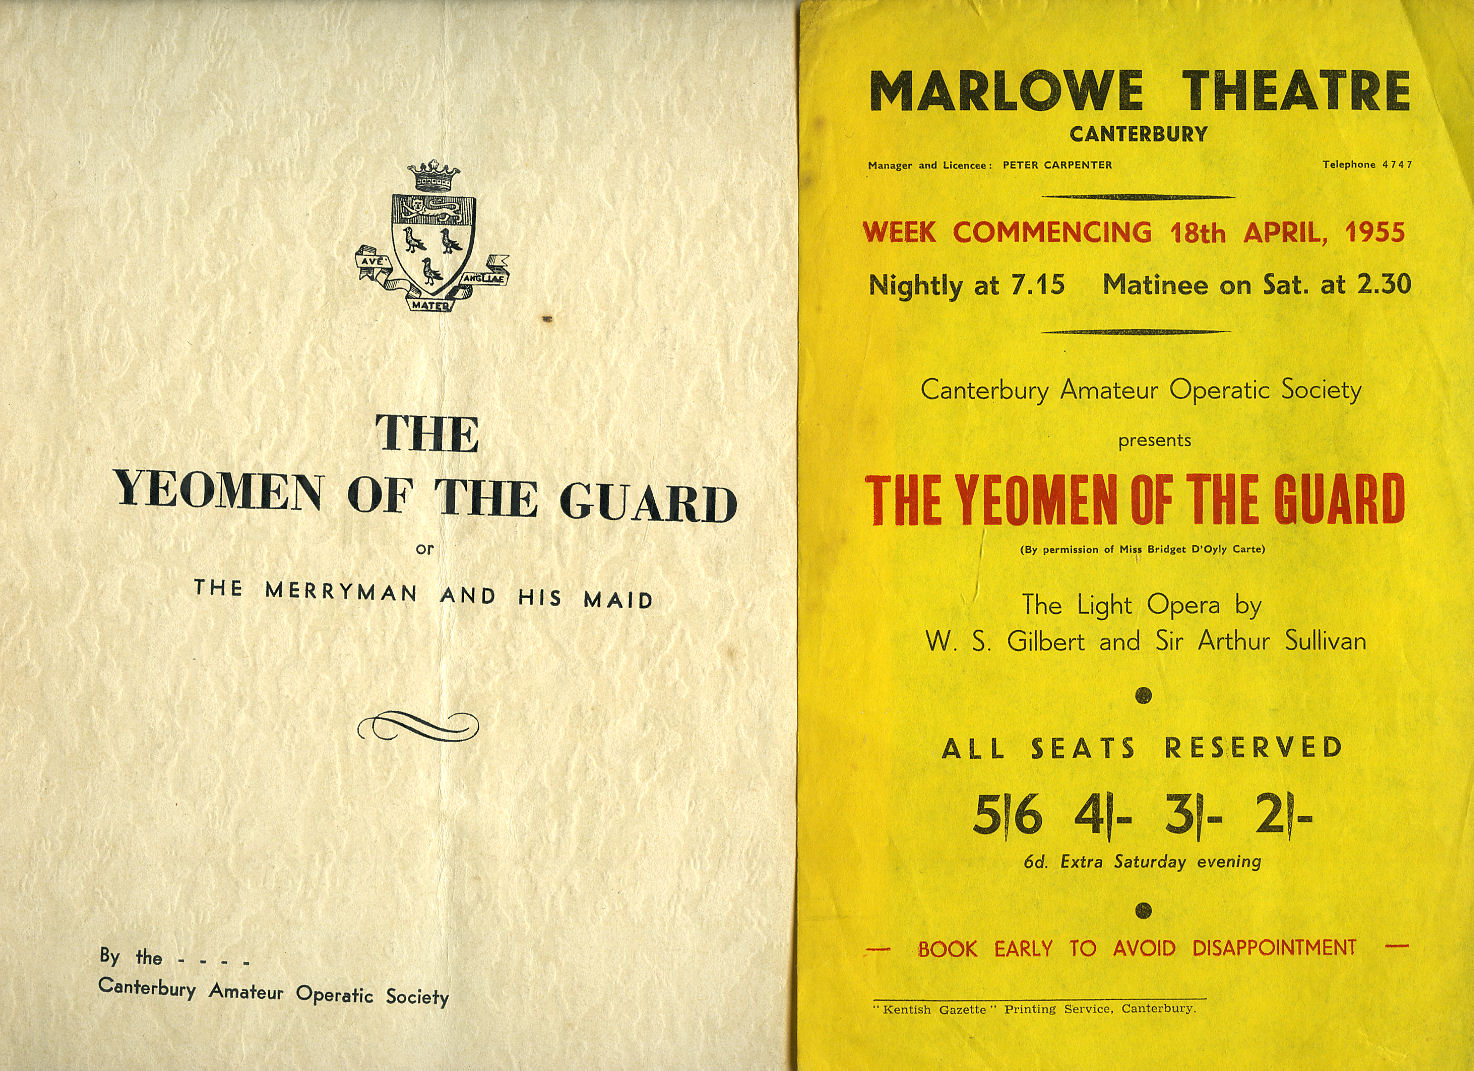 AVE
MATER
ANGLIAE
THE
YEOMEN OF THE GUARD
or
THE MERRYMAN AND HIS MAID
By the - - - -
Canterbury Amateur Operatic Society
MARLOWE THEATRE
CANTERBURY
Manager and Licencee: PETER CARPENTER Telephone 4747
WEEK COMMENCING 18th APRIL, 1955
Nightly at 7.15 Matinee on Sat. at 2.30
Canterbury Amateur Operatic Society
presents
THE YEOMEN OF THE GUARD
(By permission of Miss Bridget D'Oyly Carte)
The Light Opera by
W. S. Gilbert and Sir Arthur Sullivan
ALL SEATS RESERVED
5/6 4/- 3/- 2/-
6d. Extra Saturday evening
— BOOK EARLY TO AVOID DISAPPOINTMENT —
"Kentish Gazette" Printing Service, Canterbury.